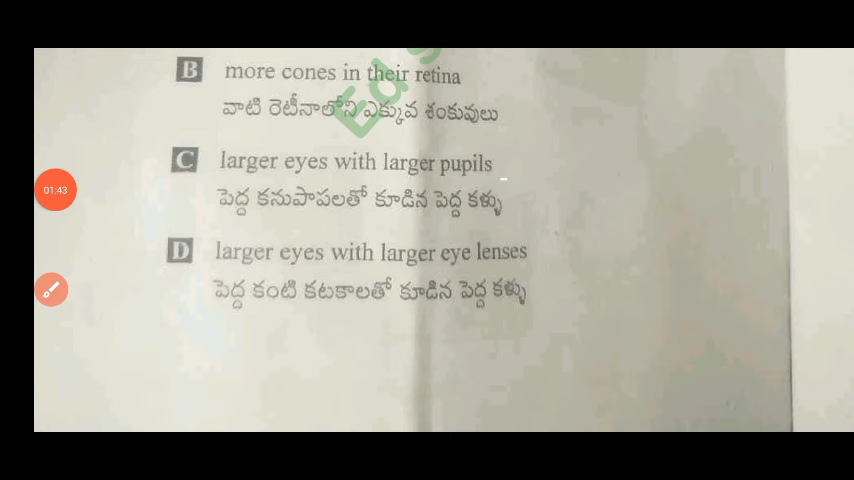 B more cones in their retina
వాటి రెటీనాలోని ఎక్కువ శంకువులు
C larger eyes with larger pupils
పెద్ద కనుపాపలతో కూడిన పెద్ద కళ్ళు
D larger eyes with larger eye lenses
పెద్ద కంటి కటకాలతో కూడిన పెద్ద కళ్ళు
01:43
Ed